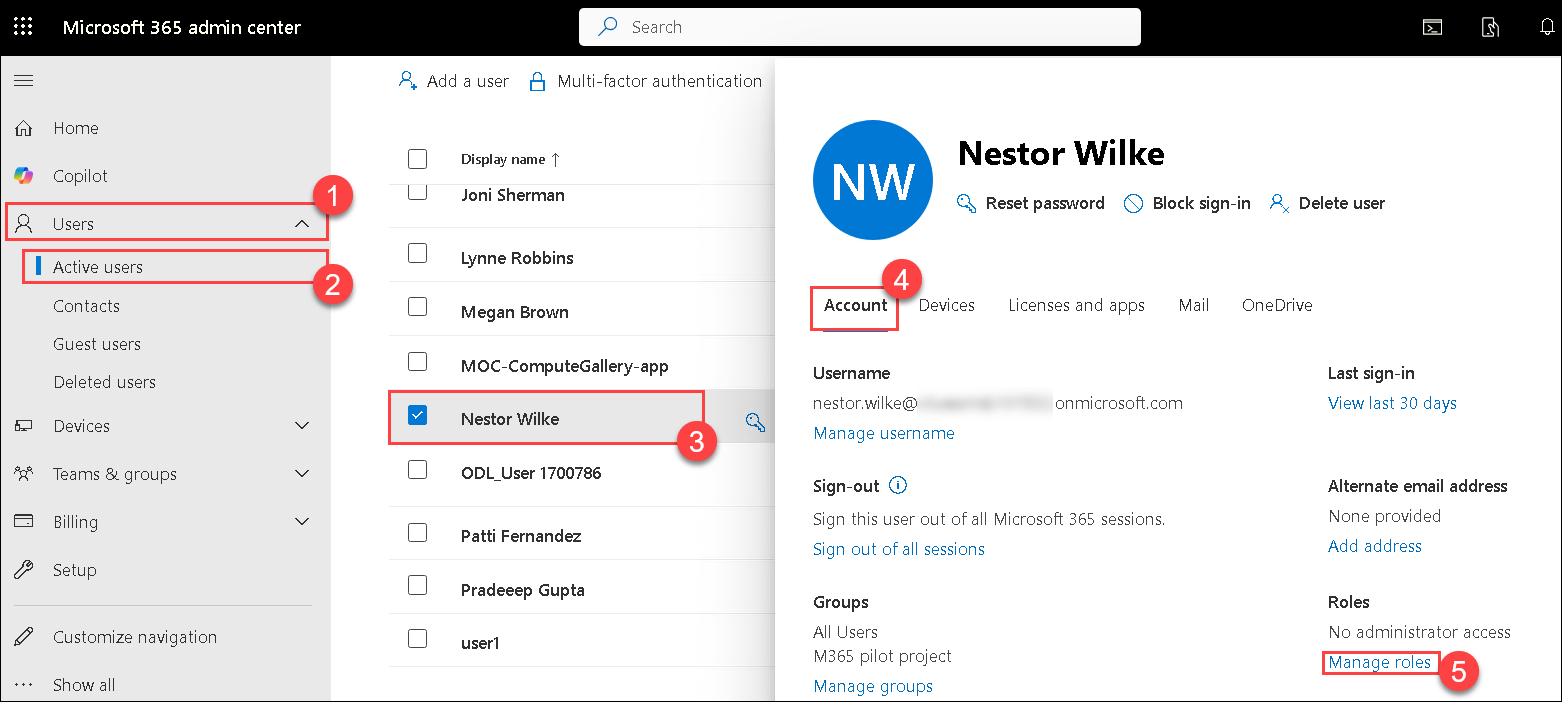 Microsoft 365 admin center
Search
Home
Copilot
Users
1
Active users
2
Contacts
Guest users
Deleted users
Devices
Teams & groups
Billing
Setup
Customize navigation
Show all
Add a user
Multi-factor authentication
Display name ↑
Joni Sherman
Lynne Robbins
Megan Brown
MOC-ComputeGallery-app
Nestor Wilke
3
ODL_User 1700786
Patti Fernandez
Pradeeep Gupta
user1
NW
Nestor Wilke
Reset password
Block sign-in
Delete user
4
Account
Devices
Licenses and apps
Mail
OneDrive
Username
nestor.wilke@ onmicrosoft.com
Manage username
Last sign-in
View last 30 days
Sign-out
Sign this user out of all Microsoft 365 sessions.
Sign out of all sessions
Alternate email address
None provided
Add address
Groups
All Users
M365 pilot project
Manage groups
Roles
No administrator access
Manage roles
5